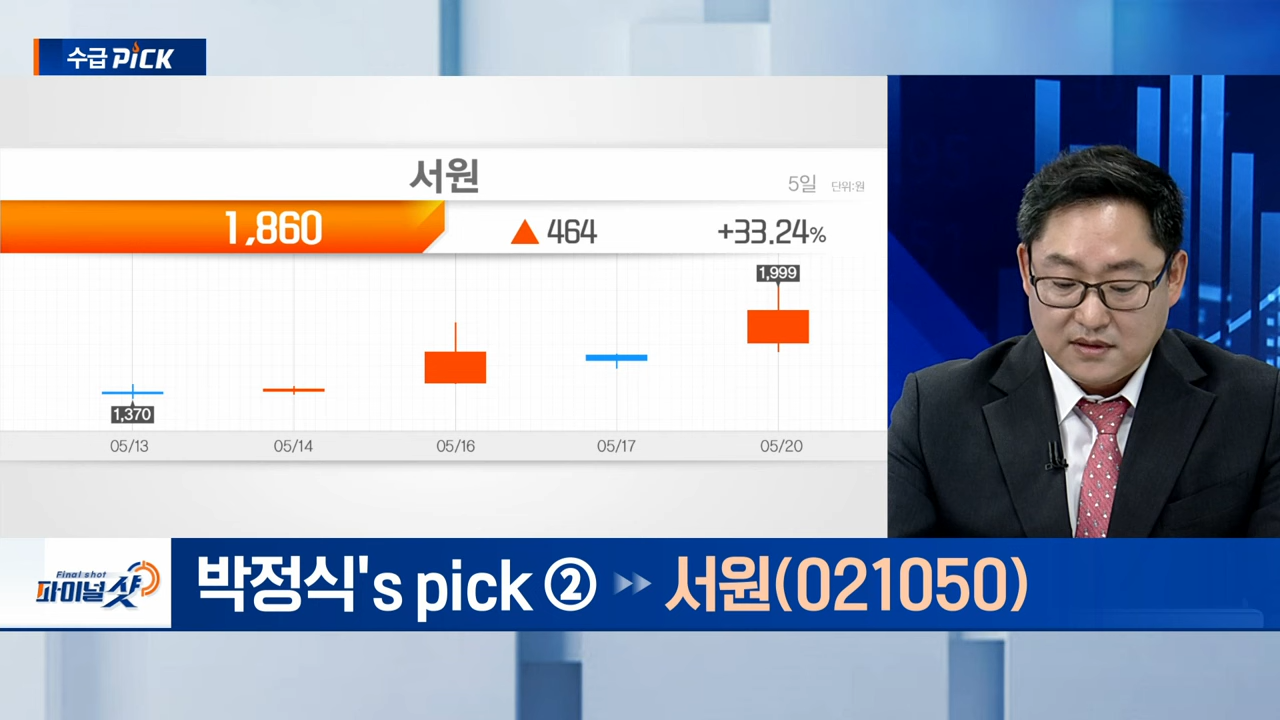 수급 PiCK
서원
5일 단위:원
1,860 ▲ 464 +33.24%
1,999
1,370
05/13 05/14 05/16 05/17 05/20
Final shot
파이널샷
박정식's pick ② 서원(021050)